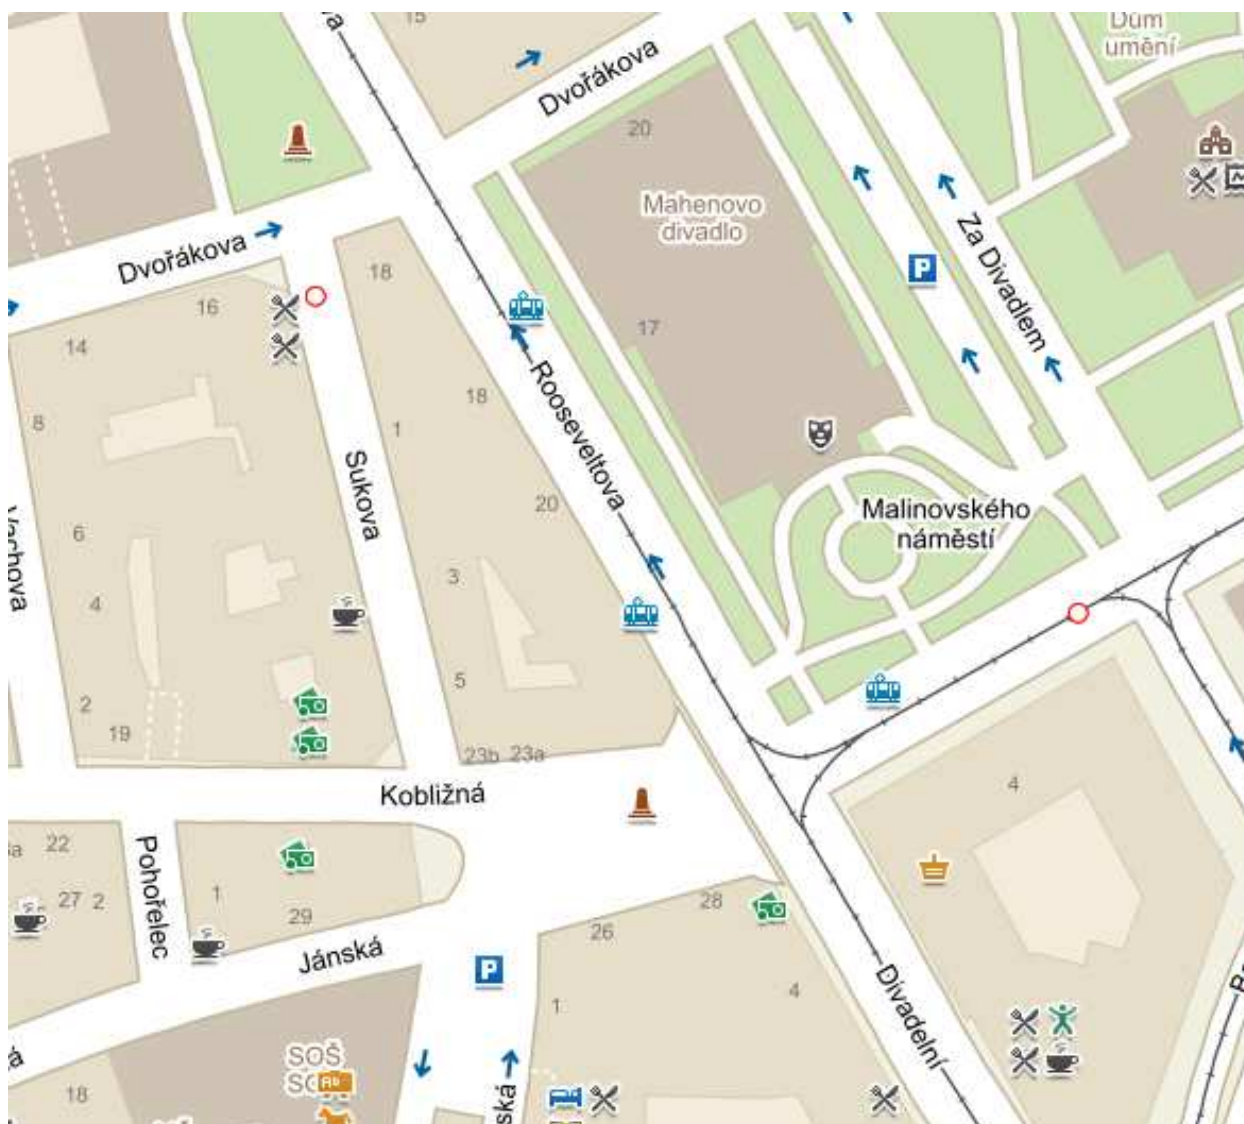 15
Dům
umění
Dvořákova
20
Mahenovo
divadlo
Dvořákova
18
16
P
Za Divadlem
14
17
18
8
1
Rooseveltova
Sukova
20
Malinovského
náměstí
6
Vachova
3
4
5
2
19
23b 23a
Kobližná
4
22
Pohořelec
27 2
1
29
28
26
Jánská
P
1
4
Divadelní
SOŠ
18